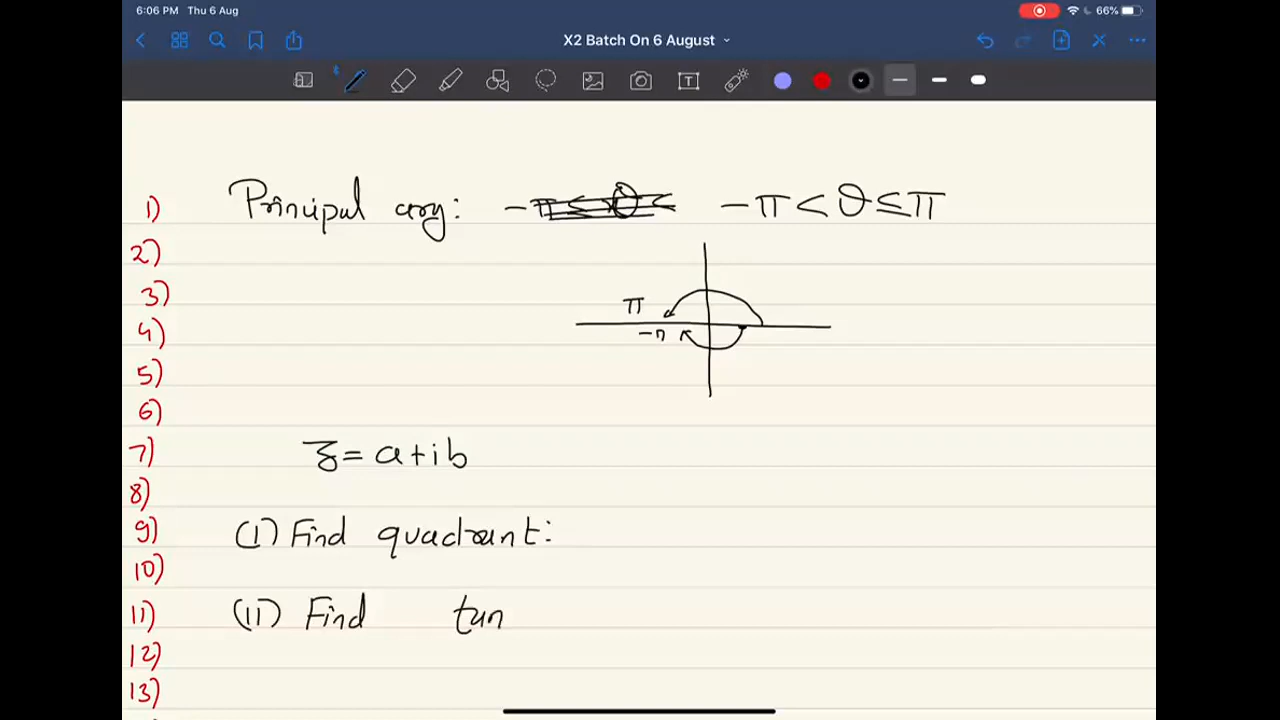 6:06 PM Thu 6 Aug
66%
X2 Batch On 6 August
1) Principal arg: -π ≤ θ < -π < θ ≤ π
2)
3) π
4) -π
5)
6)
7) z = a + ib
8)
9) (I) Find quadrant:
10)
11) (II) Find tan
12)
13)